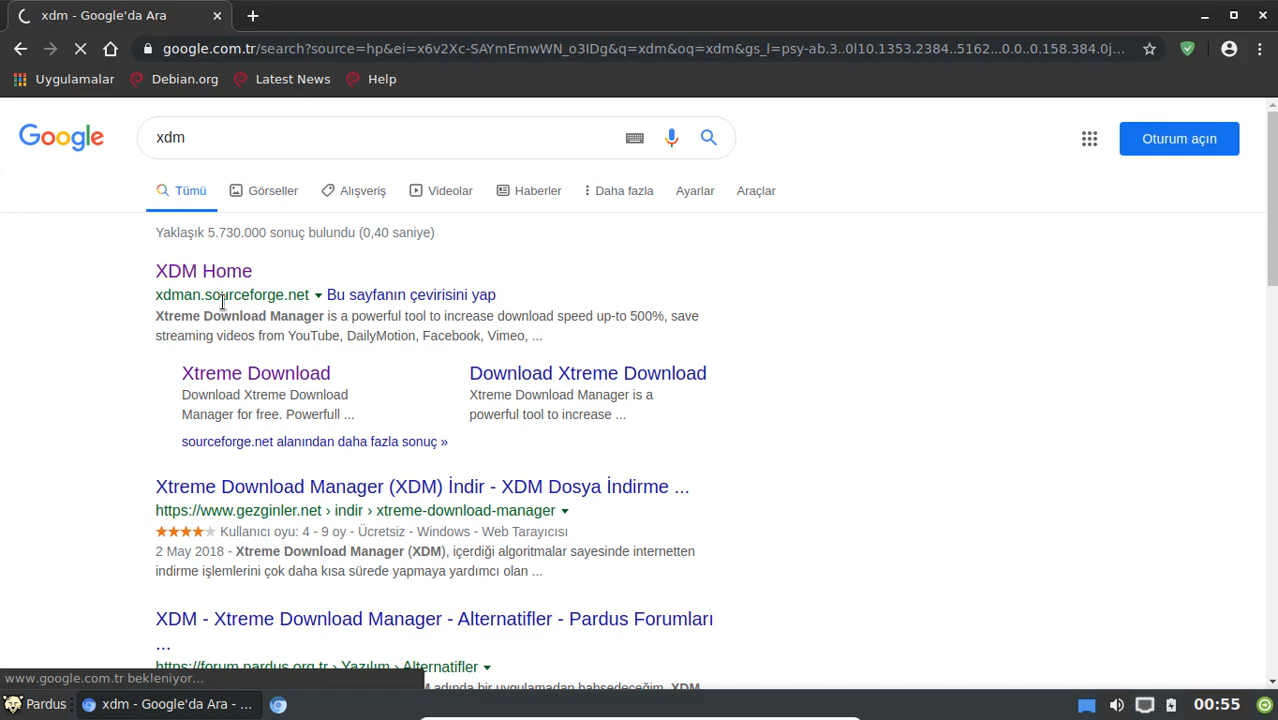 xdm - Google'da Ara
google.com.tr/search?source=hp&ei=x6v2Xc-SAYmEmwWN_o3IDg&q=xdm&oq=xdm&gs_l=psy-ab.3..0l10.1353.2384..5162...0.0..0.158.384.0j...
Uygulamalar Debian.org Latest News Help
Google xdm Oturum açın
Tümü Görseller Alışveriş Videolar Haberler Daha fazla Ayarlar Araçlar
Yaklaşık 5.730.000 sonuç bulundu (0,40 saniye)
XDM Home
xdman.sourceforge.net Bu sayfanın çevirisini yap
Xtreme Download Manager is a powerful tool to increase download speed up-to 500%, save
streaming videos from YouTube, DailyMotion, Facebook, Vimeo, ...
Xtreme Download
Download Xtreme Download
Manager for free. Powerfull ...
Download Xtreme Download
Xtreme Download Manager is a
powerful tool to increase ...
sourceforge.net alanından daha fazla sonuç »
Xtreme Download Manager (XDM) İndir - XDM Dosya İndirme ...
https://www.gezginler.net › indir › xtreme-download-manager
Kullanıcı oyu: 4 - 9 oy - Ücretsiz - Windows - Web Tarayıcısı
2 May 2018 - Xtreme Download Manager (XDM), içerdiği algoritmalar sayesinde internetten
indirme işlemlerini çok daha kısa sürede yapmaya yardımcı olan ...
XDM - Xtreme Download Manager - Alternatifler - Pardus Forumları
...
https://forum.pardus.org.tr › Yazılım › Alternatifler
adında bir uygulamadan bahsedeceğim. XDM
www.google.com.tr bekleniyor...
Pardus xdm - Google'da Ara - ... 00:55